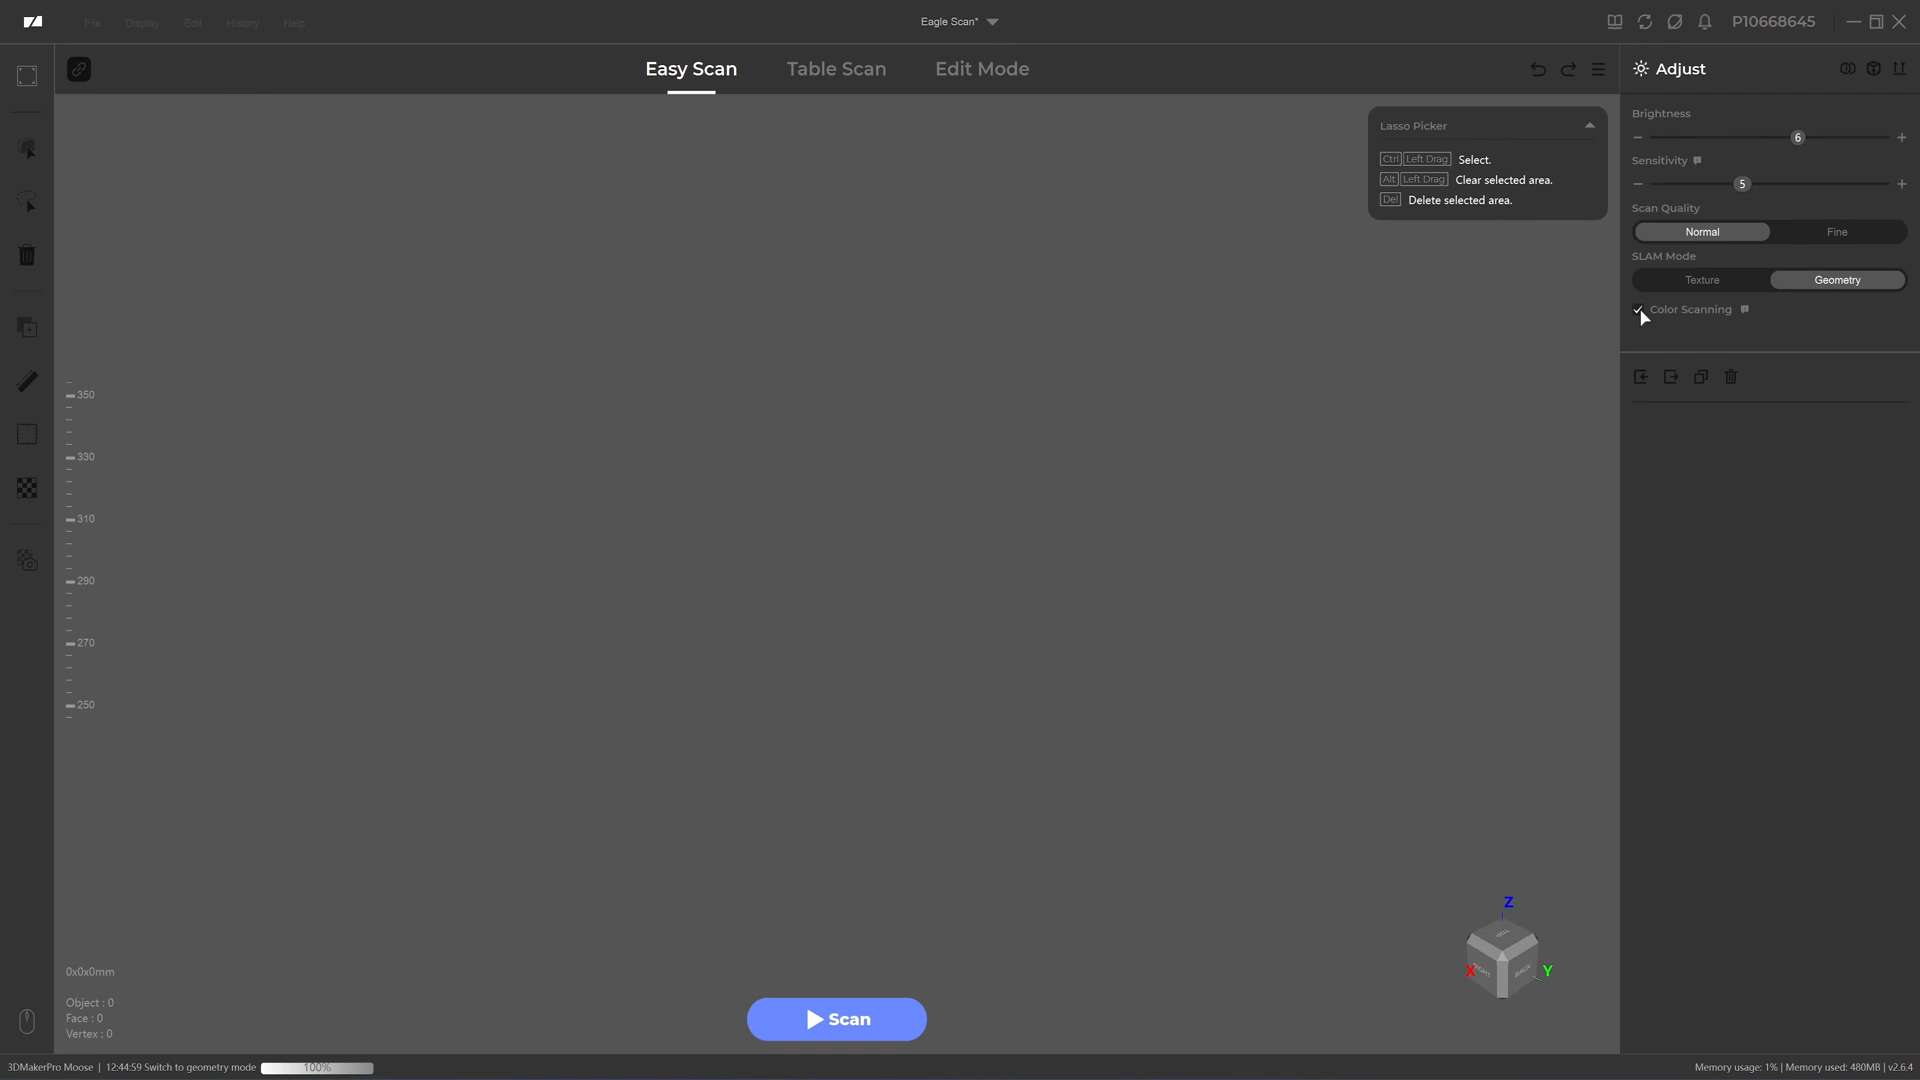 File Display Edit History Help
Eagle Scan*
P10668645
Easy Scan Table Scan Edit Mode
Adjust
Lasso Picker
Ctrl Left Drag Select.
Alt Left Drag Clear selected area.
Del Delete selected area.
Brightness
6
Sensitivity
5
Scan Quality
Normal Fine
SLAM Mode
Texture Geometry
Color Scanning
350
330
310
290
270
250
Z
TOP
X RIGHT BACK Y
0x0x0mm
Object : 0
Face : 0
Vertex : 0
Scan
3DMakerPro Moose | 12:44:59 Switch to geometry mode 100%
Memory usage: 1% | Memory used: 480MB | v2.6.4